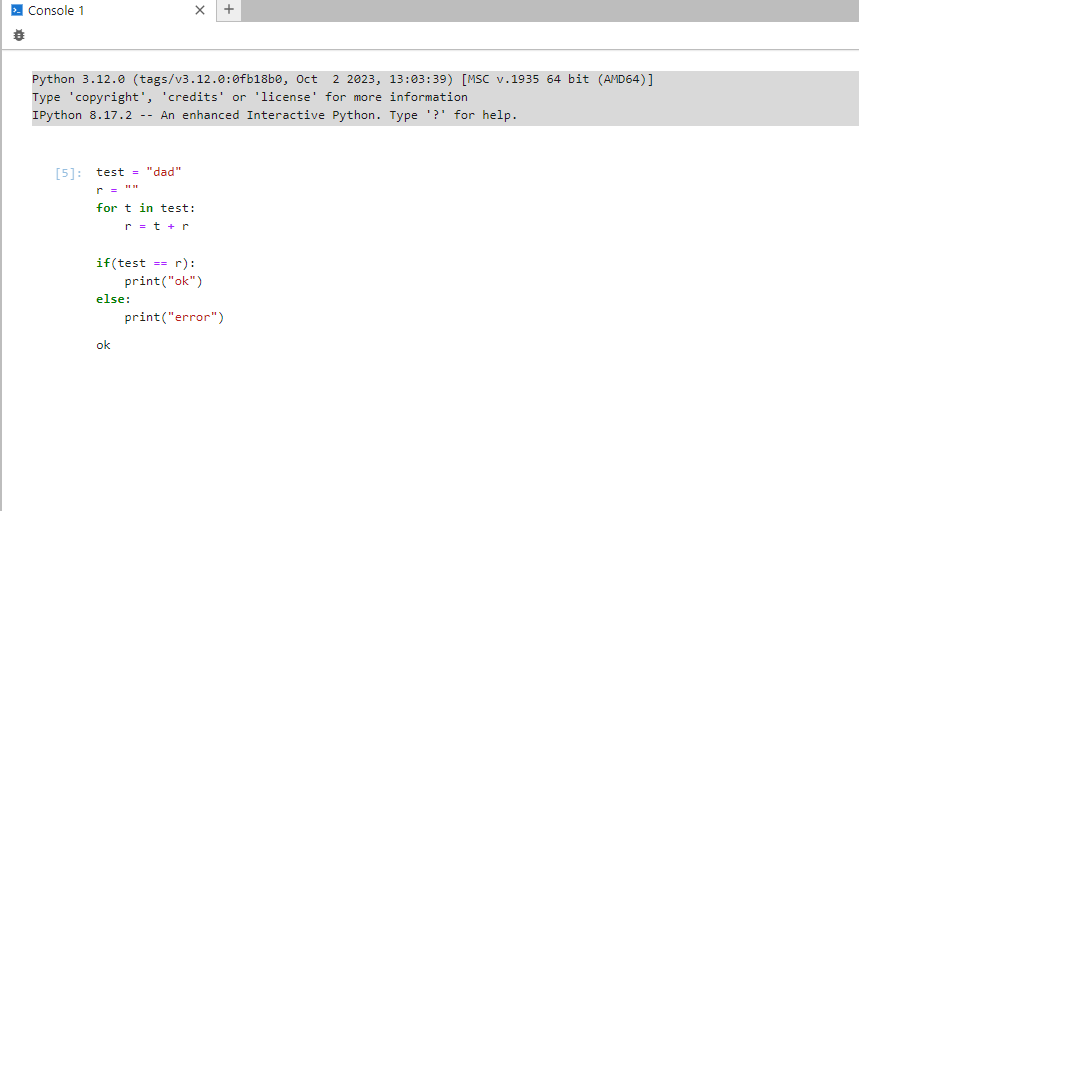 Console 1
Python 3.12.0 (tags/v3.12.0:0fb18b0, Oct  2 2023, 13:03:39) [MSC v.1935 64 bit (AMD64)]
Type 'copyright', 'credits' or 'license' for more information
IPython 8.17.2 -- An enhanced Interactive Python. Type '?' for help.
[5]: test = "dad"
r = ""
for t in test:
    r = t + r
if(test == r):
    print("ok")
else:
    print("error")
ok